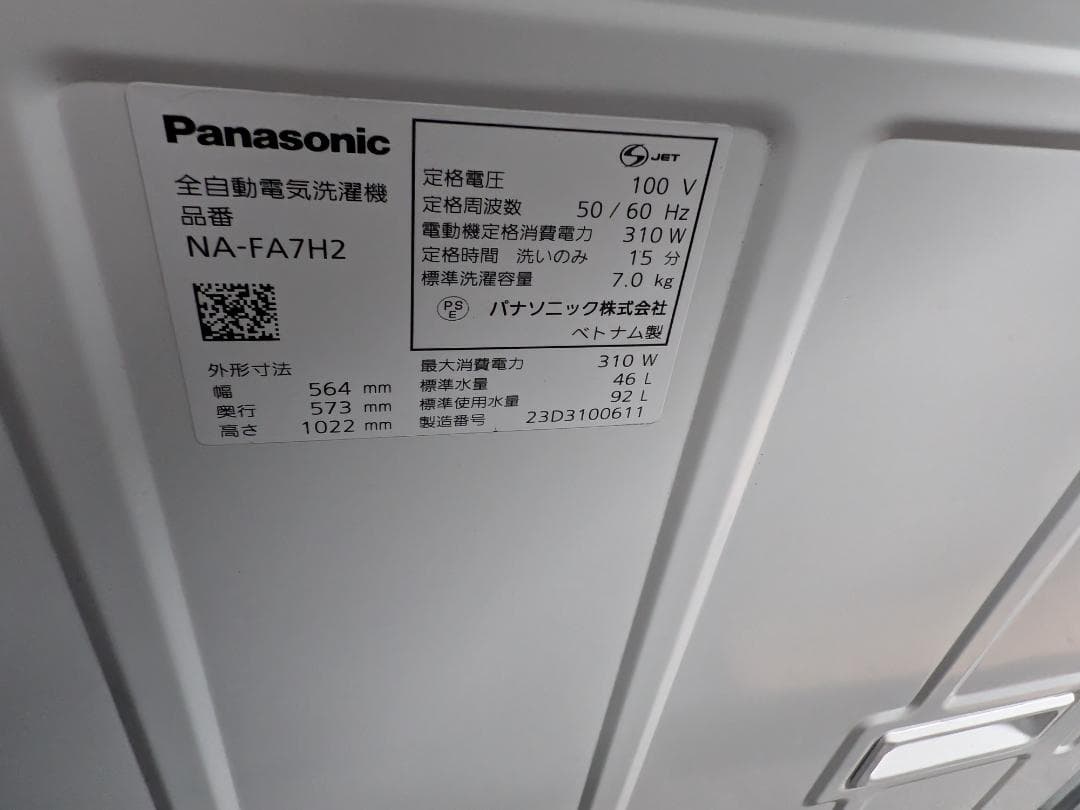 Panasonic
全自動電気洗濯機
品番
NA-FA7H2
外形寸法
幅 564 mm
奥行 573 mm
高さ 1022 mm
JET
定格電圧 100 V
定格周波数 50 / 60 Hz
電動機定格消費電力 310 W
定格時間 洗いのみ 15 分
標準洗濯容量 7.0 kg
PS
E
パナソニック株式会社
ベトナム製
最大消費電力 310 W
標準水量 46 L
標準使用水量 92 L
製造番号 23D3100611